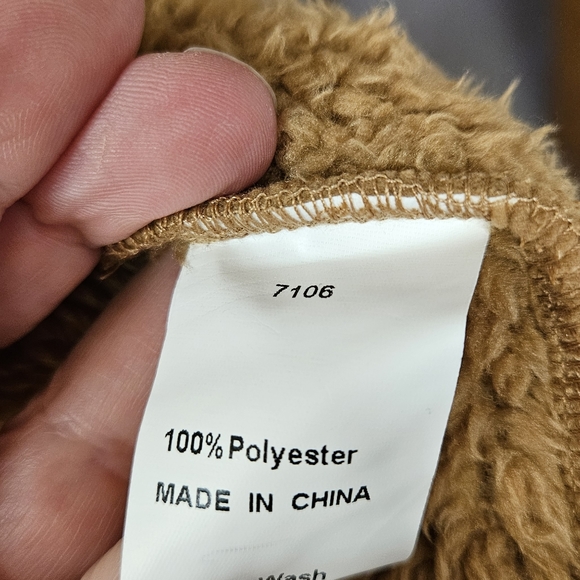 7106
100% Polyester
MADE IN CHINA
Wash